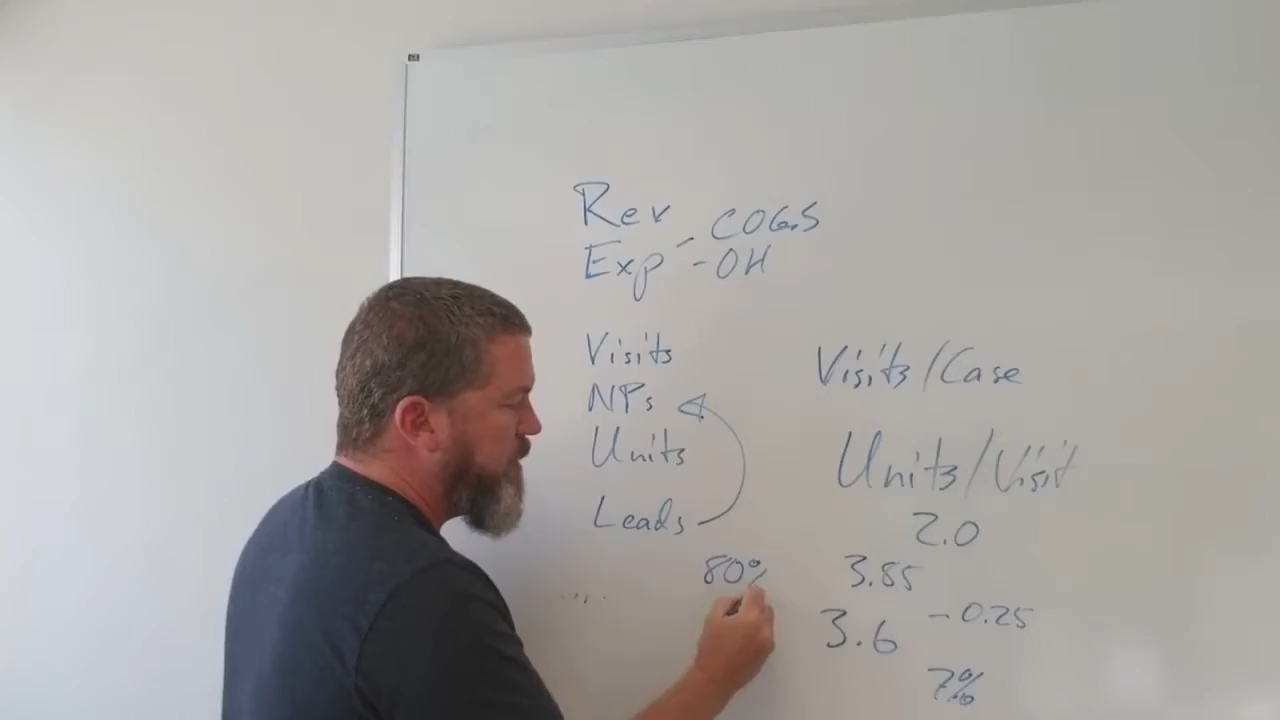 Rev
Exp - COGS
- OH
Visits
NPs
Units
Leads
80%
Visits/Case
Units/Visit
2.0
3.85
3.6 - 0.25
7%